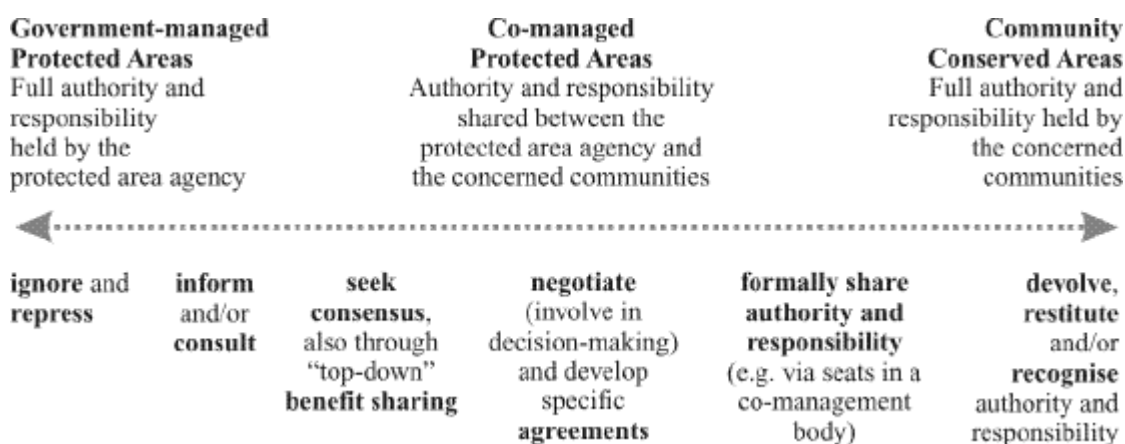 Government-managed
Protected Areas
Full authority and
responsibility
held by the
protected area agency
Co-managed
Protected Areas
Authority and responsibility
shared between the
protected area agency and
the concerned communities
Community
Conserved Areas
Full authority and
responsibility held by
the concerned
communities
ignore and
repress
inform
and/or
consult
seek
consensus,
also through
“top-down”
benefit sharing
negotiate
(involve in
decision-making)
and develop
specific
agreements
formally share
authority and
responsibility
(e.g. via seats in a
co-management
body)
devolve,
restitute
and/or
recognise
authority and
responsibility